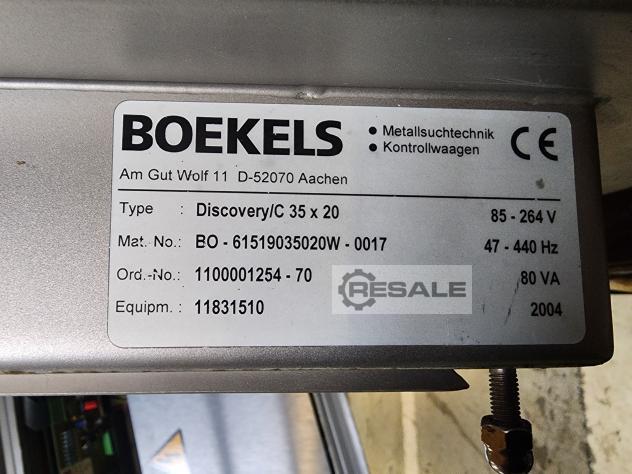 BOEKELS
• Metallsuchtechnik
• Kontrollwaagen
CE
Am Gut Wolf 11 D-52070 Aachen
Type : Discovery/C 35 x 20 85 - 264 V
Mat. No.: BO - 61519035020W - 0017 47 - 440 Hz
Ord.-No.: 1100001254 - 70 80 VA
Equipm. : 11831510 2004
RESALE